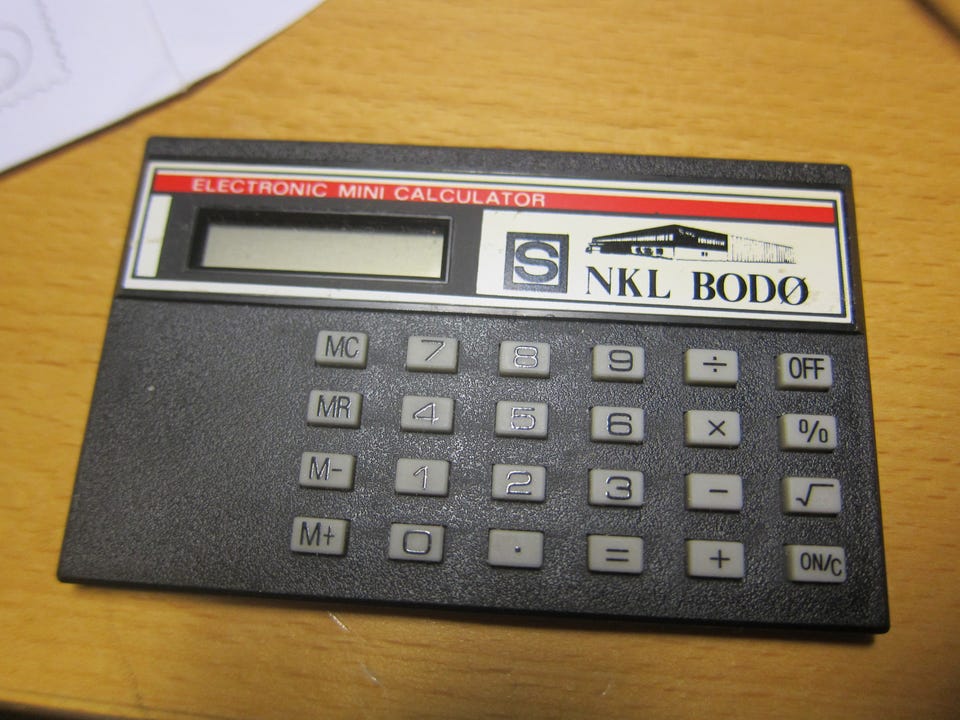 ELECTRONIC MINI CALCULATOR
S
NKL BODØ
MC 7 8 9 ÷ OFF
MR 4 5 6 × %
M- 1 2 3 − √
M+ 0 . = + ON/C